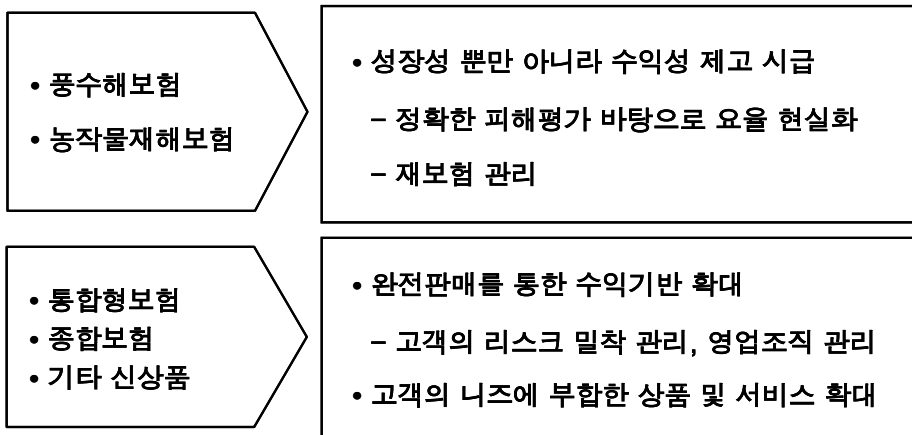 • 풍수해보험
• 농작물재해보험
• 성장성 뿐만 아니라 수익성 제고 시급
– 정확한 피해평가 바탕으로 요율 현실화
– 재보험 관리
• 통합형보험
• 종합보험
• 기타 신상품
• 완전판매를 통한 수익기반 확대
– 고객의 리스크 밀착 관리, 영업조직 관리
• 고객의 니즈에 부합한 상품 및 서비스 확대